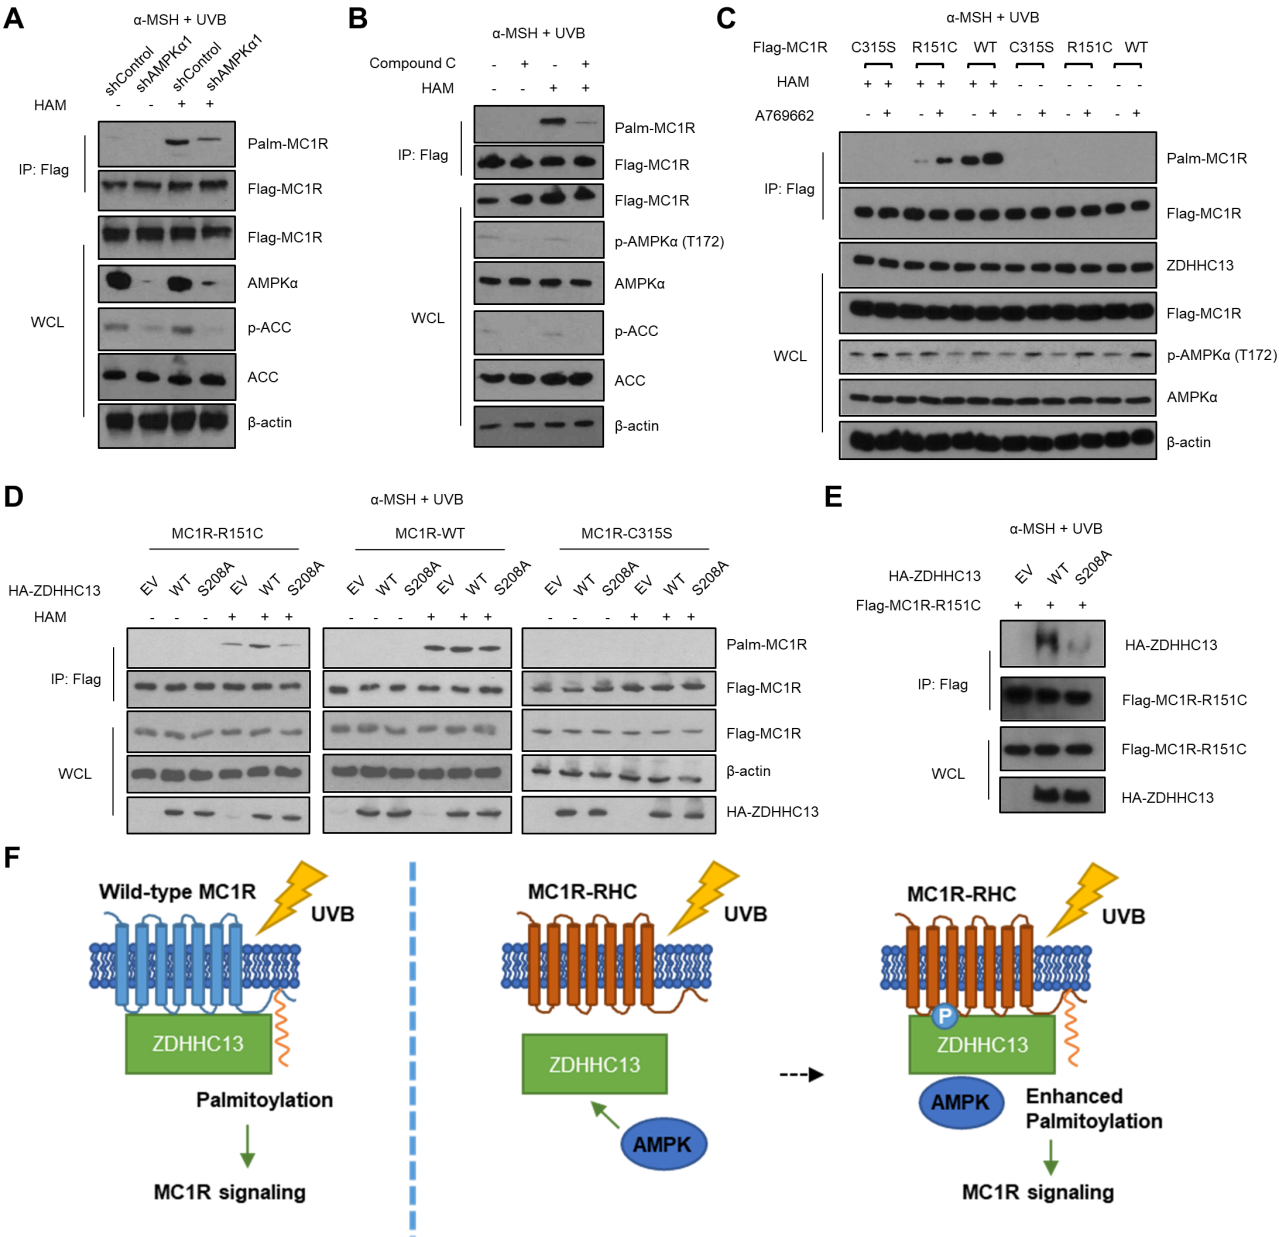 A
α-MSH + UVB
shControl shAMPKα1 shControl shAMPKα1
HAM - - + +
IP: Flag
Palm-MC1R
Flag-MC1R
WCL
Flag-MC1R
AMPKα
p-ACC
ACC
β-actin
B
α-MSH + UVB
Compound C - + - +
HAM - - + +
IP: Flag
Palm-MC1R
Flag-MC1R
WCL
Flag-MC1R
p-AMPKα (T172)
AMPKα
p-ACC
ACC
β-actin
C
α-MSH + UVB
Flag-MC1R C315S R151C WT C315S R151C WT
HAM + + + + + + - - - - - -
A769662 - + - + - + - + - + - +
IP: Flag
Palm-MC1R
Flag-MC1R
WCL
ZDHHC13
Flag-MC1R
p-AMPKα (T172)
AMPKα
β-actin
D
α-MSH + UVB
MC1R-R151C MC1R-WT MC1R-C315S
HA-ZDHHC13 EV WT S208A EV WT S208A EV WT S208A EV WT S208A EV WT S208A EV WT S208A
HAM - - - + + + - - - + + + - - - + + +
IP: Flag
Palm-MC1R
Flag-MC1R
WCL
Flag-MC1R
β-actin
HA-ZDHHC13
E
α-MSH + UVB
HA-ZDHHC13 EV WT S208A
Flag-MC1R-R151C + + +
IP: Flag
HA-ZDHHC13
Flag-MC1R-R151C
WCL
Flag-MC1R-R151C
HA-ZDHHC13
F
Wild-type MC1R
UVB
ZDHHC13
Palmitoylation
MC1R signaling
MC1R-RHC
UVB
ZDHHC13
AMPK
MC1R-RHC
UVB
P
ZDHHC13
AMPK
Enhanced
Palmitoylation
MC1R signaling